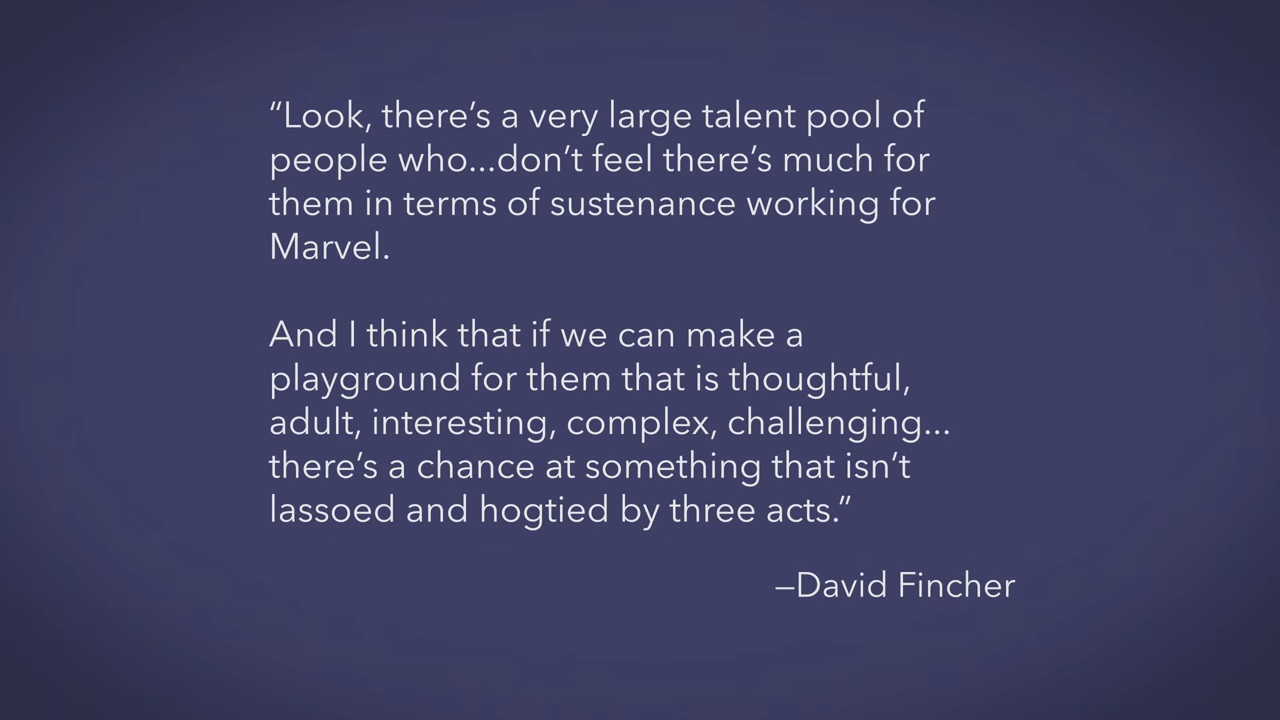 “Look, there’s a very large talent pool of
people who...don’t feel there’s much for
them in terms of sustenance working for
Marvel.
And I think that if we can make a
playground for them that is thoughtful,
adult, interesting, complex, challenging...
there’s a chance at something that isn’t
lassoed and hogtied by three acts.”
—David Fincher